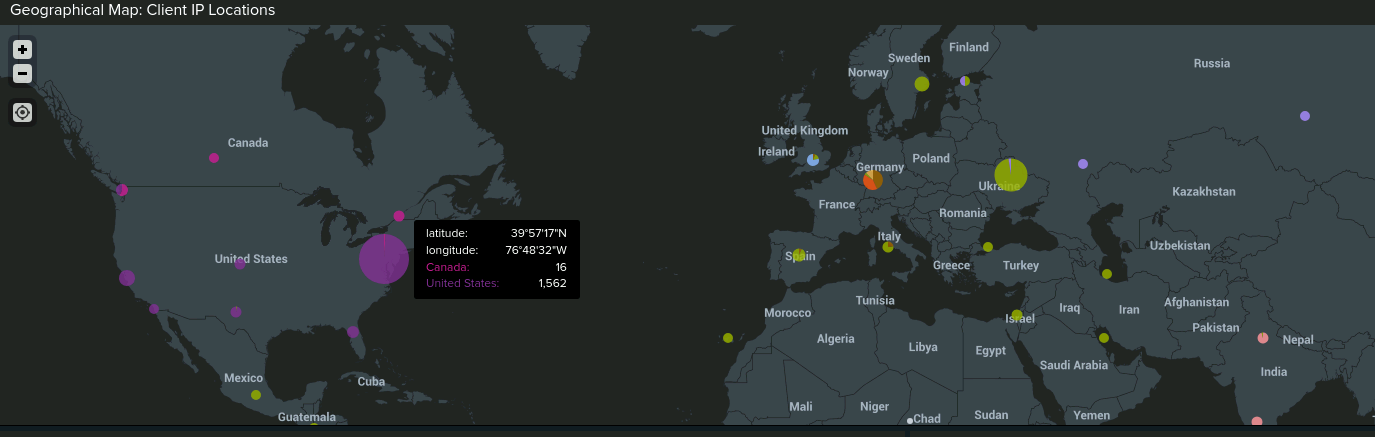 Geographical Map: Client IP Locations
+
−
Finland
Sweden
Russia
Norway
United Kingdom
Canada
Ireland
Poland
Germany
Ukraine
Kazakhstan
France
Romania
latitude: 39°57'17"N
longitude: 76°48'32"W
Canada: 16
United States: 1,562
Italy
Uzbekistan
United States
Spain
Greece
Turkey
Tunisia
Afghanistan
Morocco
Iraq
Iran
Israel
Pakistan
Algeria
Nepal
Libya
Egypt
Saudi Arabia
India
Mexico
Cuba
Mali
Niger
Guatemala
Chad
Sudan
Yemen